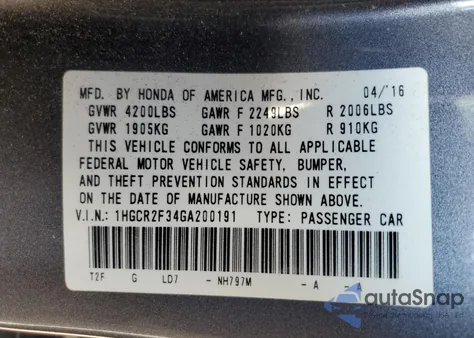 MFD. BY HONDA OF AMERICA MFG., INC. 04/16
GVWR 4200LBS GAWR F 2249LBS R 2006LBS
GVWR 1905KG GAWR F 1020KG R 910KG
THIS VEHICLE CONFORMS TO ALL APPLICABLE
FEDERAL MOTOR VEHICLE SAFETY, BUMPER,
AND THEFT PREVENTION STANDARDS IN EFFECT
ON THE DATE OF MANUFACTURE SHOWN ABOVE.
V.I.N.: 1HGCR2F34GA200191 TYPE: PASSENGER CAR
T2F G LD7 -NH797M -A -A
autoSnap